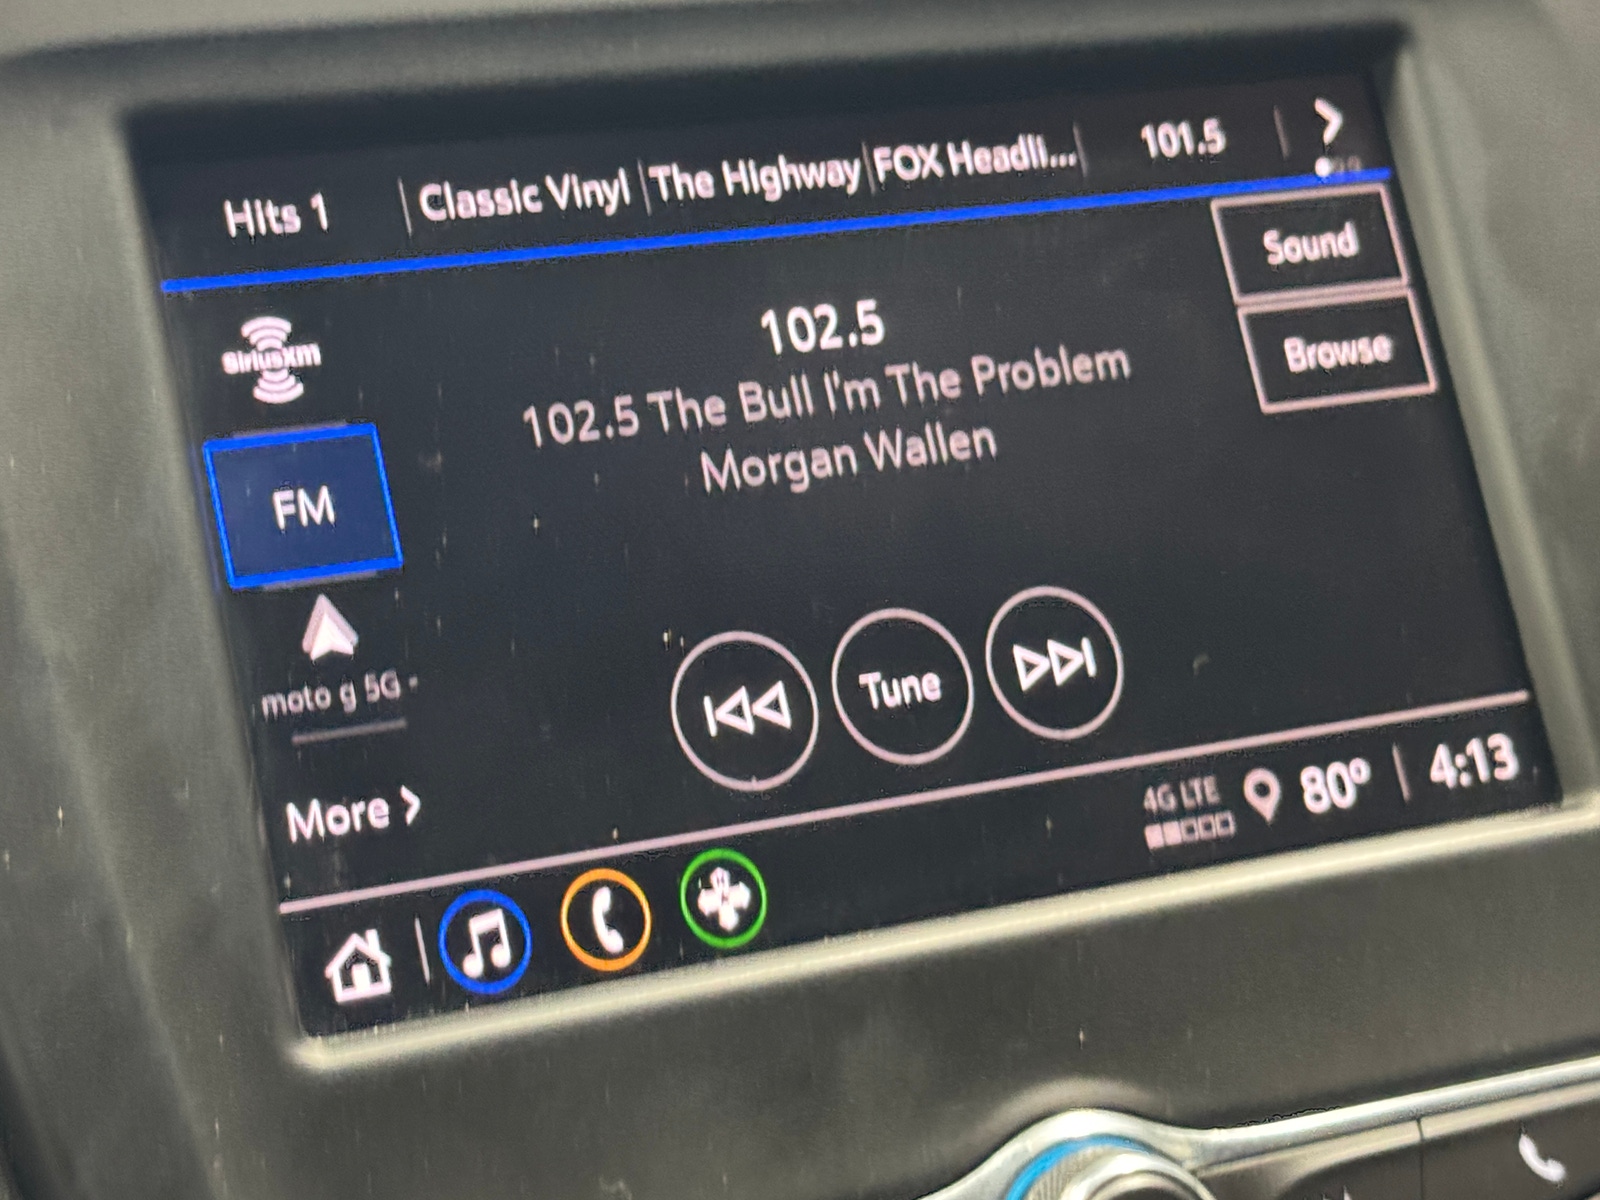 Hits 1
Classic Vinyl
The Highway
FOX Headli...
101.5
Sound
Browse
siriusxm
102.5
102.5 The Bull I'm The Problem
Morgan Wallen
FM
moto g 5G
Tune
More
4G LTE
80°
4:13